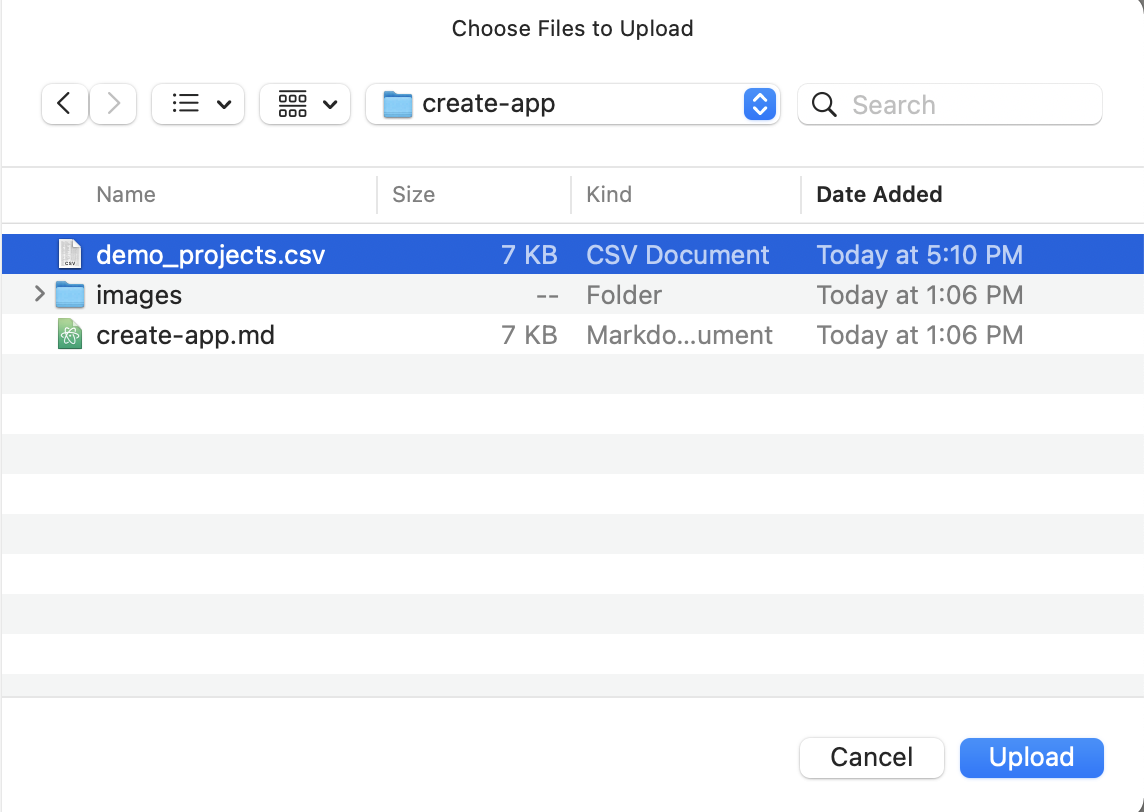 Choose Files to Upload
create-app
Search
Name Size Kind Date Added
demo_projects.csv 7 KB CSV Document Today at 5:10 PM
images -- Folder Today at 1:06 PM
create-app.md 7 KB Markdo...ument Today at 1:06 PM
Cancel Upload